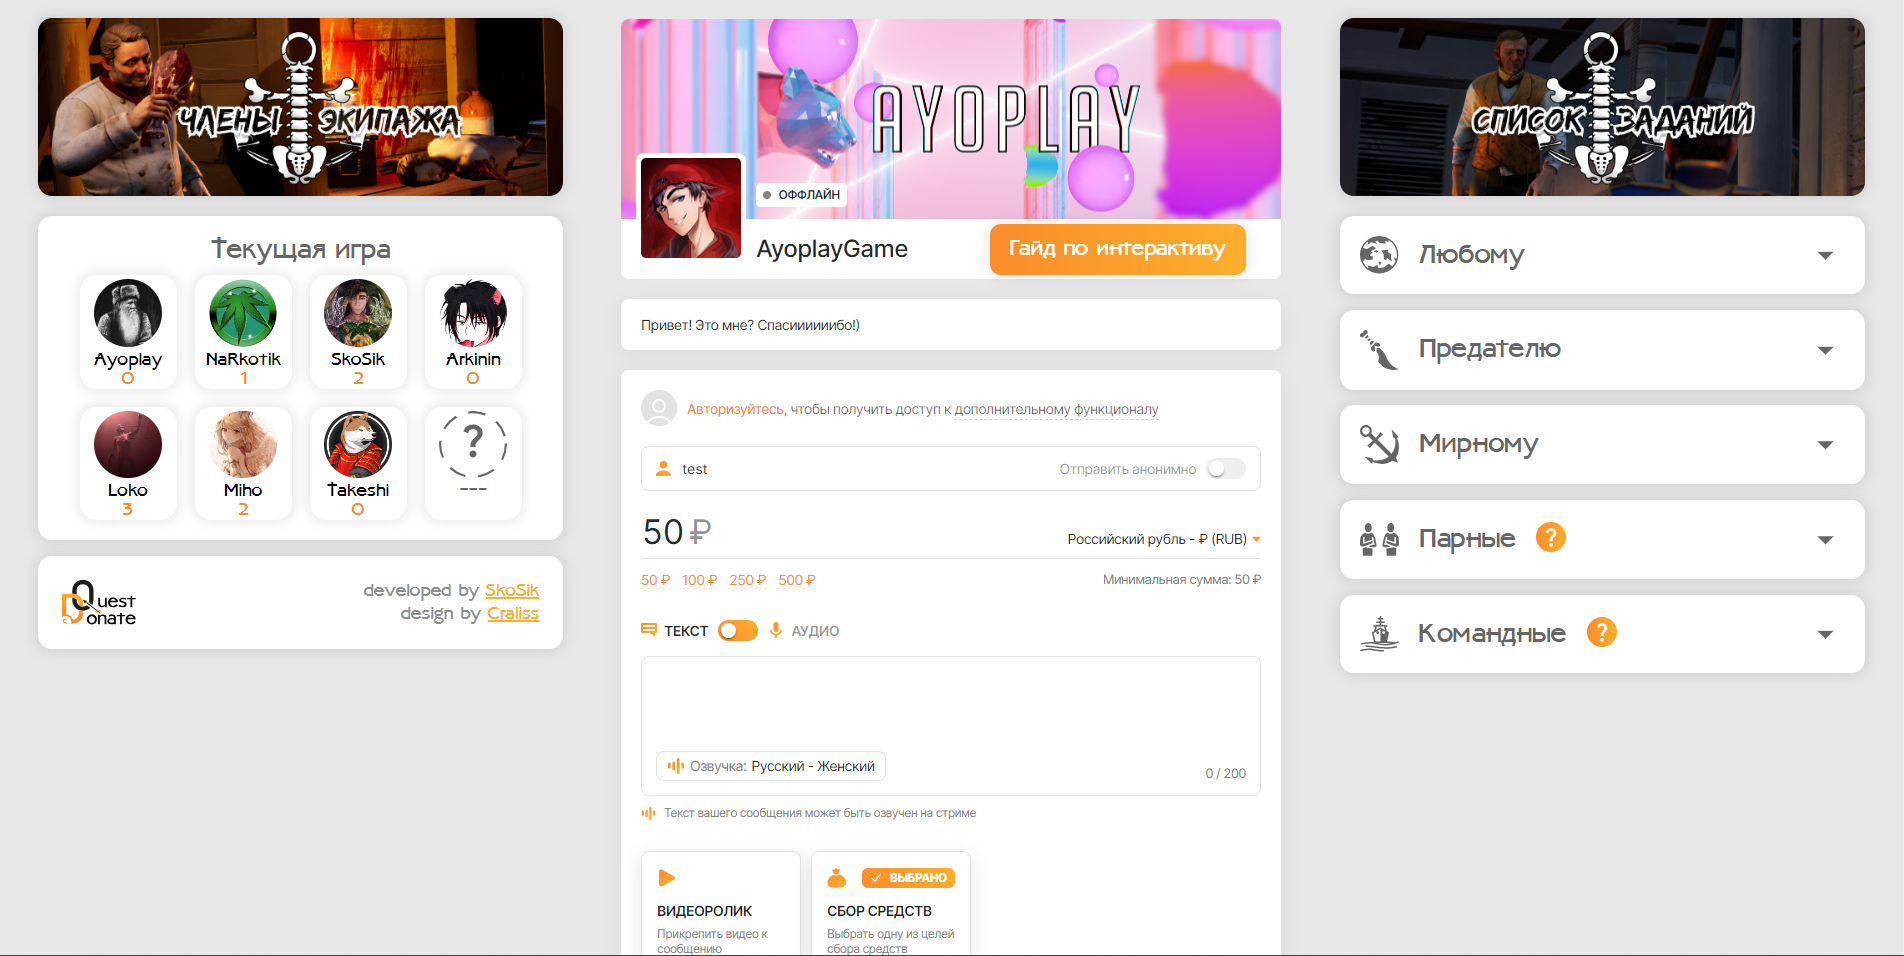 ЧЛЕНЫ ЭКИПАЖА
Текущая игра
Ayoplay
0
NaRkotik
1
SkoSik
2
Arkinin
0
Loko
3
Miho
2
Takeshi
0
?
---
Quest
Donate
developed by SkoSik
design by Craliss
AYOPLAY
ОФФЛАЙН
AyoplayGame
Гайд по интерактиву
Привет! Это мне? Спасииииибо!)
Авторизуйтесь, чтобы получить доступ к дополнительному функционалу
test
Отправить анонимно
50 ₽
Российский рубль - ₽ (RUB)
50 ₽ 100 ₽ 250 ₽ 500 ₽
Минимальная сумма: 50 ₽
ТЕКСТ
АУДИО
Озвучка: Русский - Женский
0 / 200
Текст вашего сообщения может быть озвучен на стриме
ВИДЕОРОЛИК
Прикрепить видео к
сообщению
ВЫБРАНО
СБОР СРЕДСТВ
Выбрать одну из целей
сбора средств
СПИСОК ЗАДАНИЙ
Любому
Предателю
Мирному
Парные ?
Командные ?